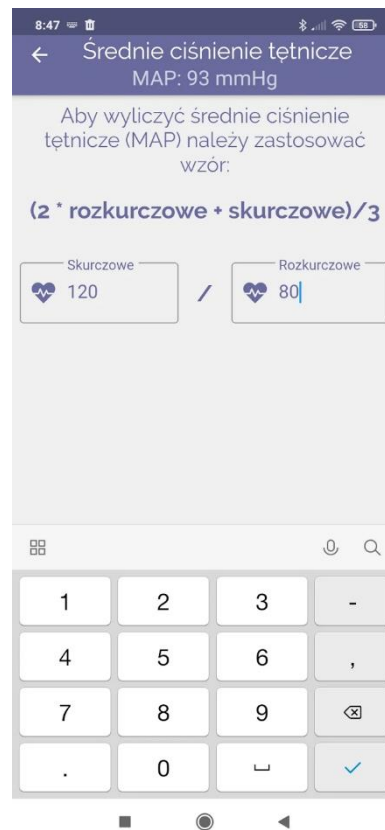 8:47
58
Średnie ciśnienie tętnicze
MAP: 93 mmHg
Aby wyliczyć średnie ciśnienie
tętnicze (MAP) należy zastosować
wzór:
(2 * rozkurczowe + skurczowe)/3
Skurczowe
120
/
Rozkurczowe
80
1 2 3 -
4 5 6 ,
7 8 9
. 0